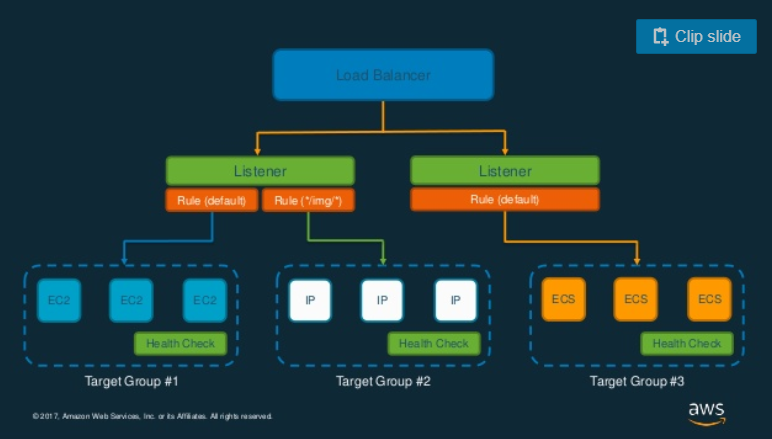 Clip slide
Load Balancer
Listener
Listener
Rule (default)
Rule (*/img/*)
Rule (default)
EC2
EC2
EC2
IP
IP
IP
ECS
ECS
ECS
Health Check
Health Check
Health Check
Target Group #1
Target Group #2
Target Group #3
© 2017, Amazon Web Services, Inc. or its Affiliates. All rights reserved.
aws